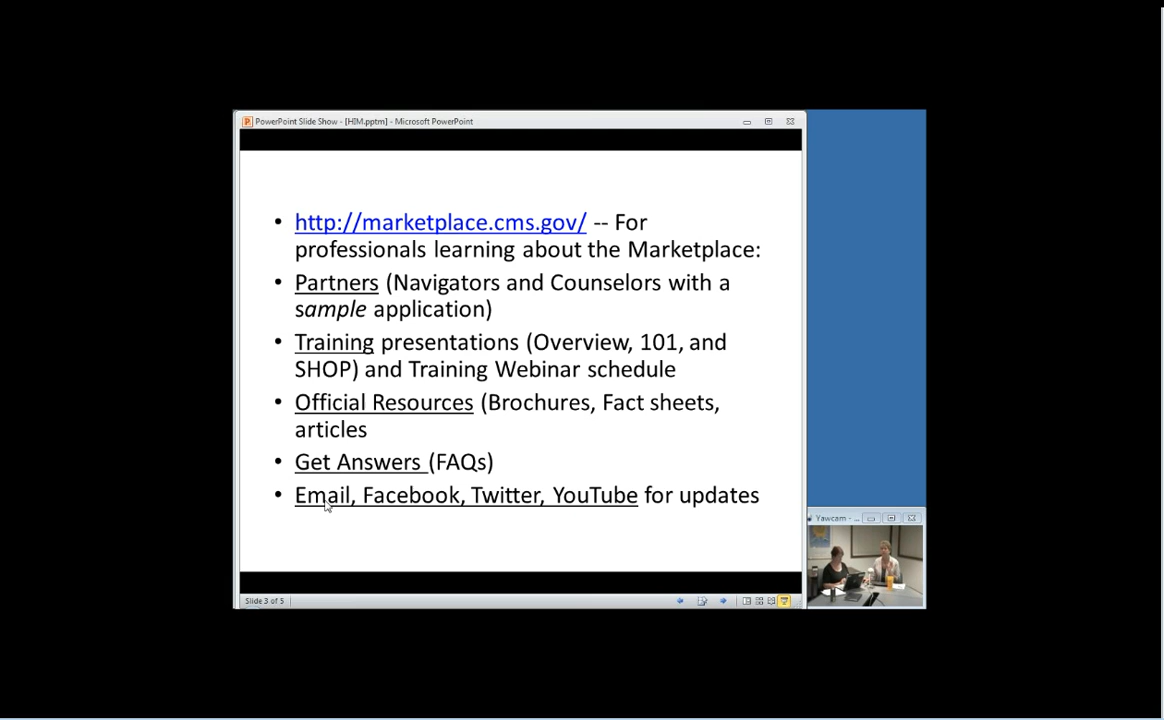 PowerPoint Slide Show - [HIM.pptm] - Microsoft PowerPoint
• http://marketplace.cms.gov/ -- For
professionals learning about the Marketplace:
• Partners (Navigators and Counselors with a
sample application)
• Training presentations (Overview, 101, and
SHOP) and Training Webinar schedule
• Official Resources (Brochures, Fact sheets,
articles
• Get Answers (FAQs)
• Email, Facebook, Twitter, YouTube for updates
Yawcam - ...
Slide 3 of 5